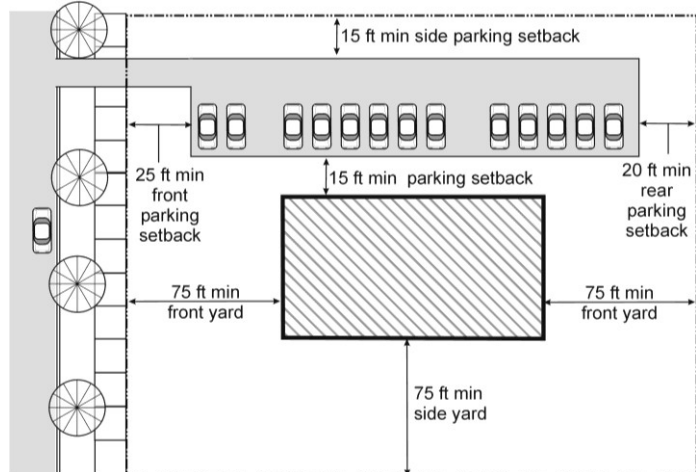 15 ft min side parking setback
25 ft min
front
parking
setback
15 ft min parking setback
20 ft min
rear
parking
setback
75 ft min
front yard
75 ft min
front yard
75 ft min
side yard